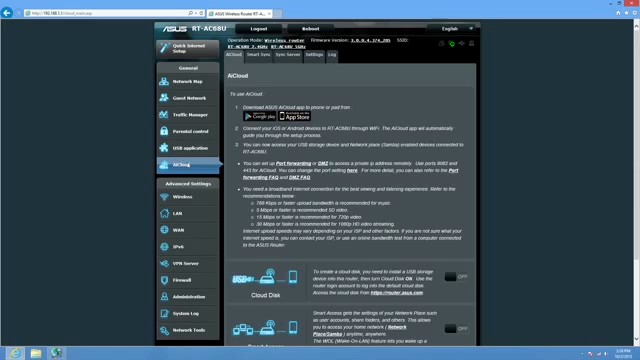 http://192.168.1.1/cloud_main.asp
ASUS Wireless Router RT-A...
ASUS RT-AC68U
Logout
Reboot
English
Operation Mode: Wireless router Firmware Version: 3.0.0.4.374_205 SSID:
RT-AC68U_2.4GHz RT-AC68U_5GHz
Quick Internet
Setup
General
Network Map
Guest Network
Traffic Manager
Parental control
USB application
AiCloud
Advanced Settings
Wireless
LAN
WAN
IPv6
VPN Server
Firewall
Administration
System Log
Network Tools
AiCloud Smart Sync Sync Server Settings Log
AiCloud
To use AiCloud
1. Download ASUS AiCloud app to phone or pad from
Google play App Store
2. Connect your iOS or Android devices to RT-AC68U through WiFi. The AiCloud app will automatically
guide you through the setup process.
3. You can now access your USB storage device and Network place (Samba) enabled devices connected to
RT-AC68U.
• You can set up Port forwarding or DMZ to access a private ip address remotely. Use ports 8082 and
443 for AiCloud. You can change the port setting here. For more detail, you can also refer to the Port
forwarding FAQ and DMZ FAQ
• You need a broadband Internet connection for the best viewing and listening experience. Refer to the
recommendations below
768 Kbps or faster upload bandwidth is recommended for music.
5 Mbps or faster is recommended SD video.
15 Mbps or faster is recommended for 720p video.
30 Mbps or faster is recommended for 1080p HD video streaming.
Internet upload speeds may vary depending on your ISP and other factors. If you are not sure what your
Internet speed is, you can contact your ISP, or use an online bandwidth test from a computer connected to
the ASUS Router.
USB
Cloud Disk
To create a cloud disk, you need to install a USB storage
device into this router, then turn Cloud Disk ON. Use the
router login account to log into the default cloud disk.
Access the cloud disk from https://router.asus.com.
OFF
Smart Access gets the settings of your Network Place such
as user accounts, share folders, and others. This allows
you to access your home network ( Network
Place(Samba) ) anytime, anywhere.
The WOL (Wake-On-LAN) feature lets you wake up a
OFF